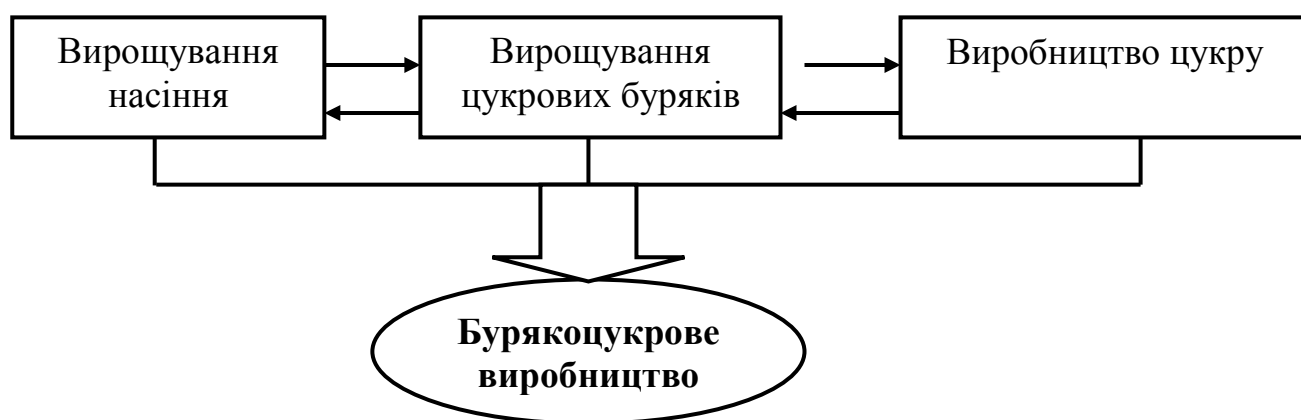 Вирощування
насіння
Вирощування
цукрових буряків
Виробництво цукру
Бурякоцукрове
виробництво